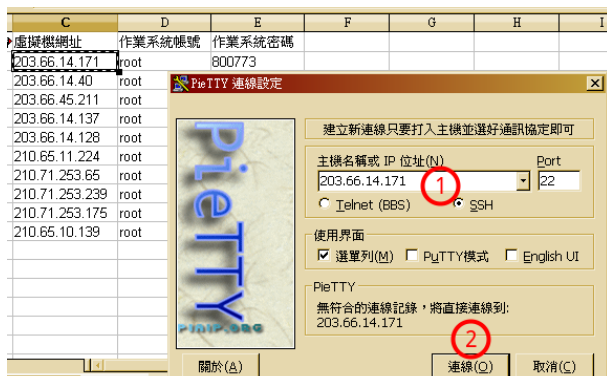 C D E F G H I
虛擬機網址 作業系統帳號 作業系統密碼
203.66.14.171 root 800773
203.66.14.40 root
203.66.45.211 root
203.66.14.137 root
203.66.14.128 root
210.65.11.224 root
210.71.253.65 root
210.71.253.239 root
210.71.253.175 root
210.65.10.139 root
PieTTY 連線設定
PieTTY
PINIP.ORG
建立新連線只要打入主機並選好通訊協定即可
主機名稱或 IP 位址(N) Port
203.66.14.171 22
1
Telnet (BBS) SSH
使用界面
選單列(M) PuTTY模式 English UI
PieTTY
無符合的連線記錄，將直接連線到:
203.66.14.171
2
關於(A) 連線(O) 取消(C)